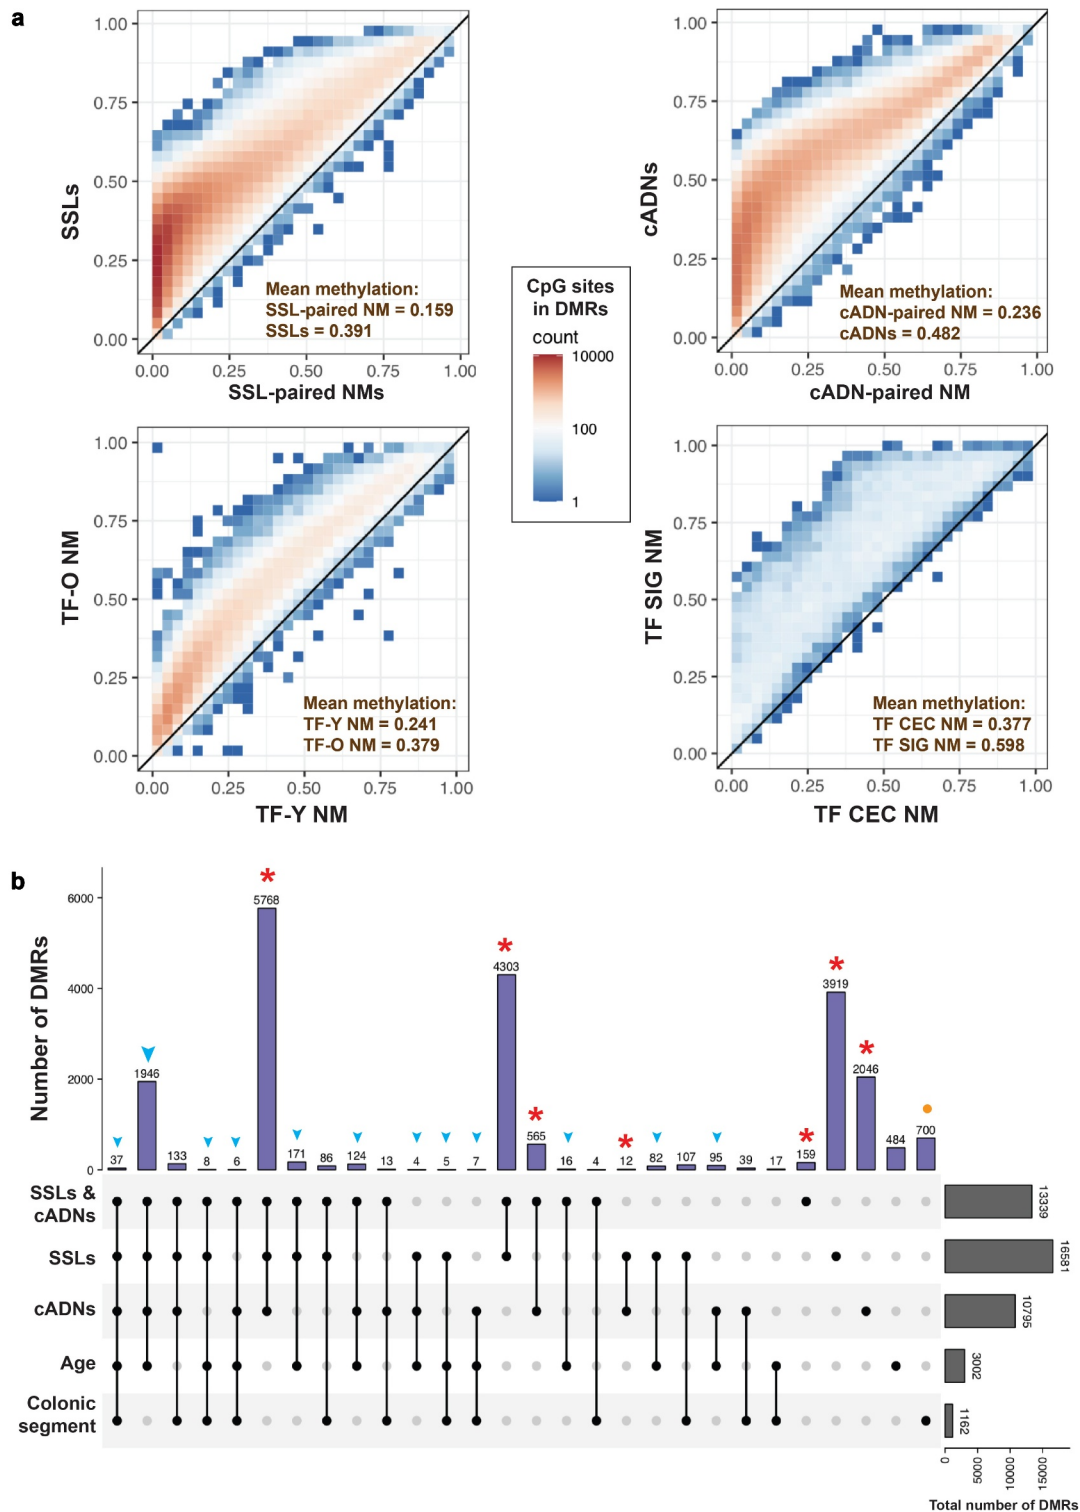 a
1.00
0.75
0.50
0.25
0.00
SSLs
Mean methylation:
SSL-paired NM = 0.159
SSLs = 0.391
0.00 0.25 0.50 0.75 1.00
SSL-paired NMs
1.00
0.75
0.50
0.25
0.00
cADNs
Mean methylation:
cADN-paired NM = 0.236
cADNs = 0.482
0.00 0.25 0.50 0.75 1.00
cADN-paired NM
CpG sites
in DMRs
count
10000
100
1
1.00
0.75
0.50
0.25
0.00
TF-O NM
Mean methylation:
TF-Y NM = 0.241
TF-O NM = 0.379
0.00 0.25 0.50 0.75 1.00
TF-Y NM
1.00
0.75
0.50
0.25
0.00
TF SIG NM
Mean methylation:
TF CEC NM = 0.377
TF SIG NM = 0.598
0.00 0.25 0.50 0.75 1.00
TF CEC NM
b
Number of DMRs
6000
4000
2000
0
37 1946 133 8 6 5768 171 86 124 13 4 5 7 4303 565 16 4 12 82 107 95 39 17 159 3919 2046 484 700
SSLs &
cADNs
13339
SSLs
16581
cADNs
10795
Age
3002
Colonic
segment
1162
0 5000 10000 15000
Total number of DMRs